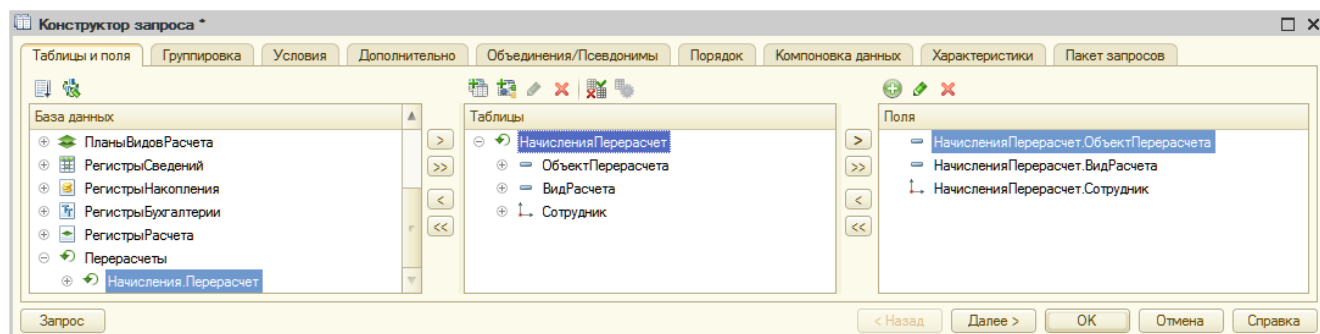 Конструктор запроса *
Таблицы и поля Группировка Условия Дополнительно Объединения/Псевдонимы Порядок Компоновка данных Характеристики Пакет запросов
База данных
ПланыВидовРасчета
РегистрыСведений
РегистрыНакопления
РегистрыБухгалтерии
РегистрыРасчета
Перерасчеты
Начисления.Перерасчет
>
>>
<
<<
Таблицы
НачисленияПерерасчет
ОбъектПерерасчета
ВидРасчета
Сотрудник
>
>>
<
<<
Поля
НачисленияПерерасчет.ОбъектПерерасчета
НачисленияПерерасчет.ВидРасчета
НачисленияПерерасчет.Сотрудник
Запрос < Назад Далее > ОК Отмена Справка